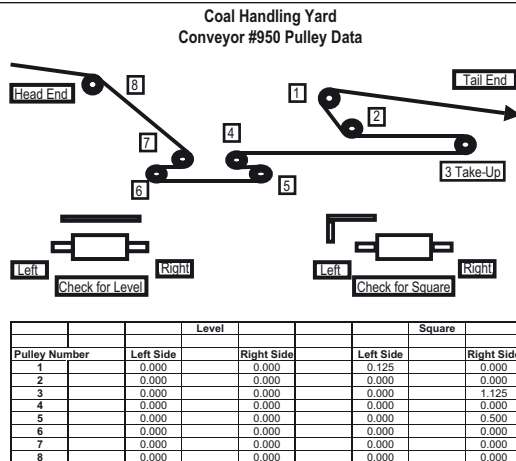 Coal Handling Yard
Conveyor #950 Pulley Data
Head End
8
1
Tail End
2
7
4
3 Take-Up
6
5
Left
Right
Check for Level
Left
Right
Check for Square
Level Square
Pulley Number Left Side Right Side Left Side Right Side
1 0.000 0.000 0.125 0.000
2 0.000 0.000 0.000 0.000
3 0.000 0.000 0.000 1.125
4 0.000 0.000 0.000 0.000
5 0.000 0.000 0.000 0.500
6 0.000 0.000 0.000 0.000
7 0.000 0.000 0.000 0.000
8 0.000 0.000 0.000 0.000